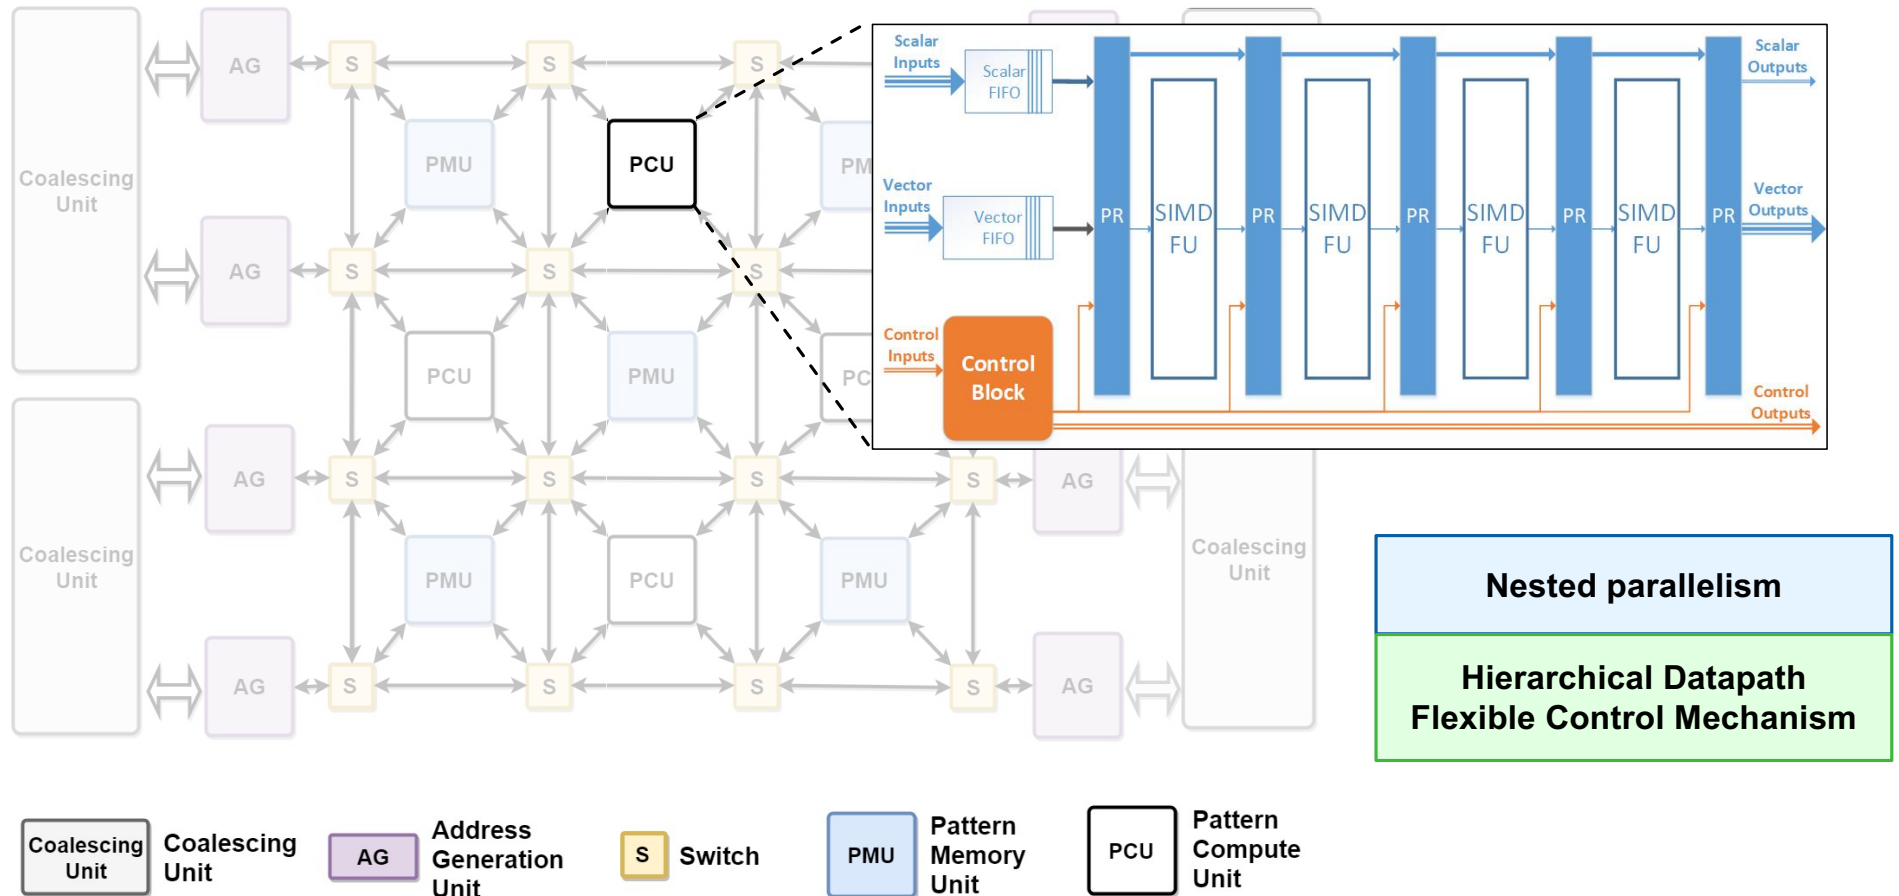 Coalescing
Unit
AG
S
S
S
PMU
PCU
PM
AG
S
S
S
PCU
PMU
PC
Coalescing
Unit
AG
S
S
S
S
AG
PMU
PCU
PMU
Coalescing
Unit
AG
S
S
S
S
AG
Scalar
Inputs
Scalar
FIFO
Vector
Inputs
Vector
FIFO
Control
Inputs
Control
Block
PR
SIMD
FU
PR
SIMD
FU
PR
SIMD
FU
PR
SIMD
FU
PR
Scalar
Outputs
Vector
Outputs
Control
Outputs
Nested parallelism
Hierarchical Datapath
Flexible Control Mechanism
Coalescing
Unit
Coalescing
Unit
AG
Address
Generation
Unit
S
Switch
PMU
Pattern
Memory
Unit
PCU
Pattern
Compute
Unit